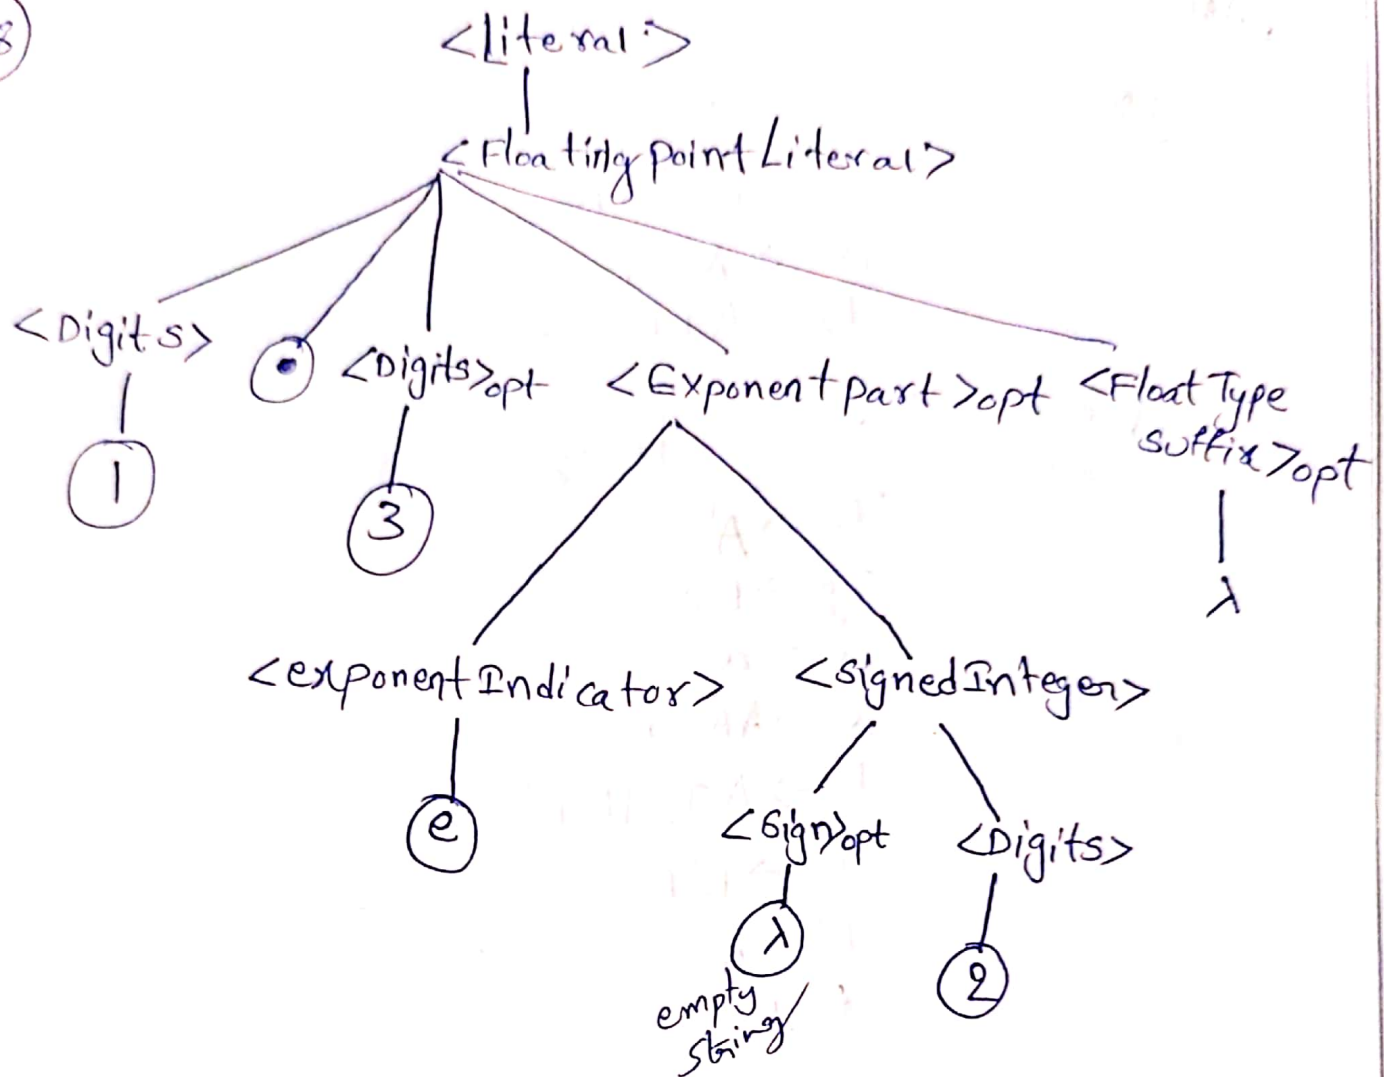 8
<Literal:>
<Floating point Literal>
<Digits> . <Digits>opt <Exponent part>opt <Float Type
suffix>opt
1 3
λ
<exponent Indicator> <signed Integer>
e <Sign>opt <Digits>
λ 2
empty
string